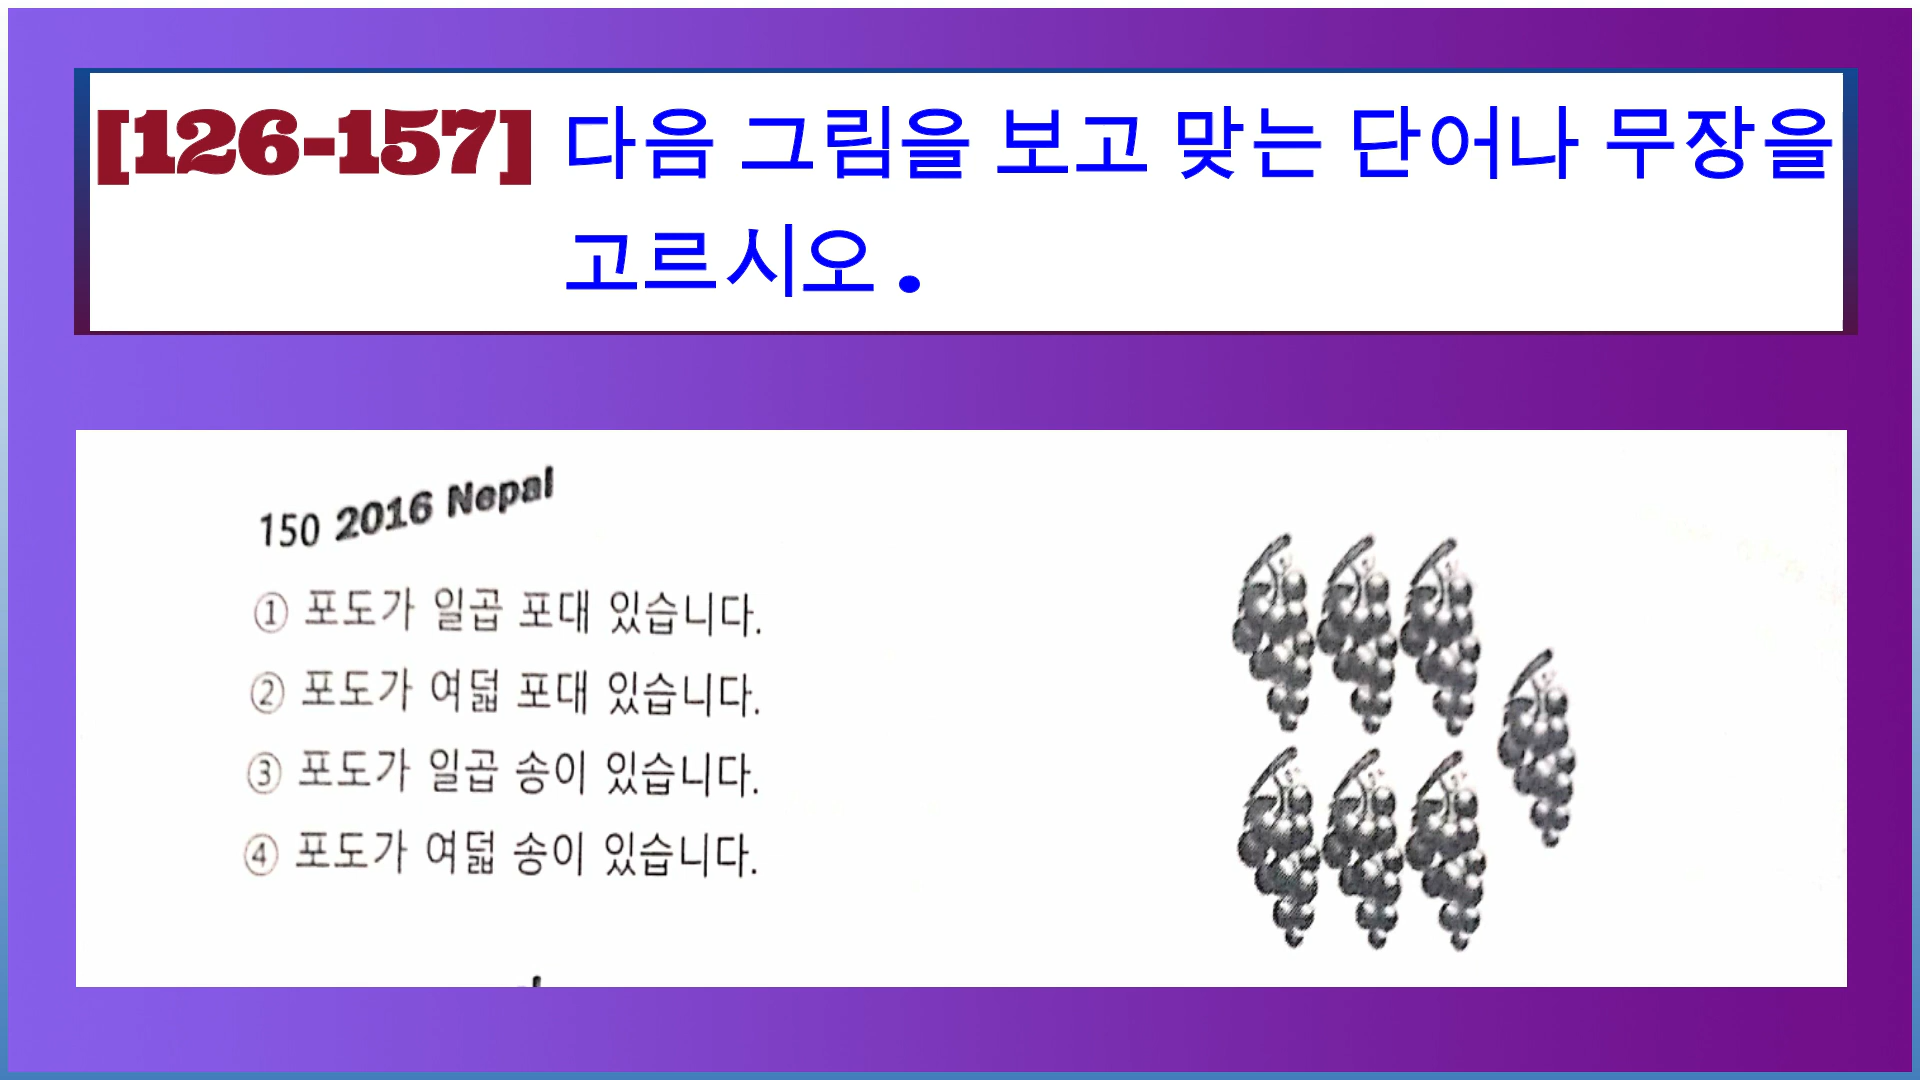 [126-157] 다음 그림을 보고 맞는 단어나 무장을
고르시오.
150 2016 Nepal
① 포도가 일곱 포대 있습니다.
② 포도가 여덟 포대 있습니다.
③ 포도가 일곱 송이 있습니다.
④ 포도가 여덟 송이 있습니다.